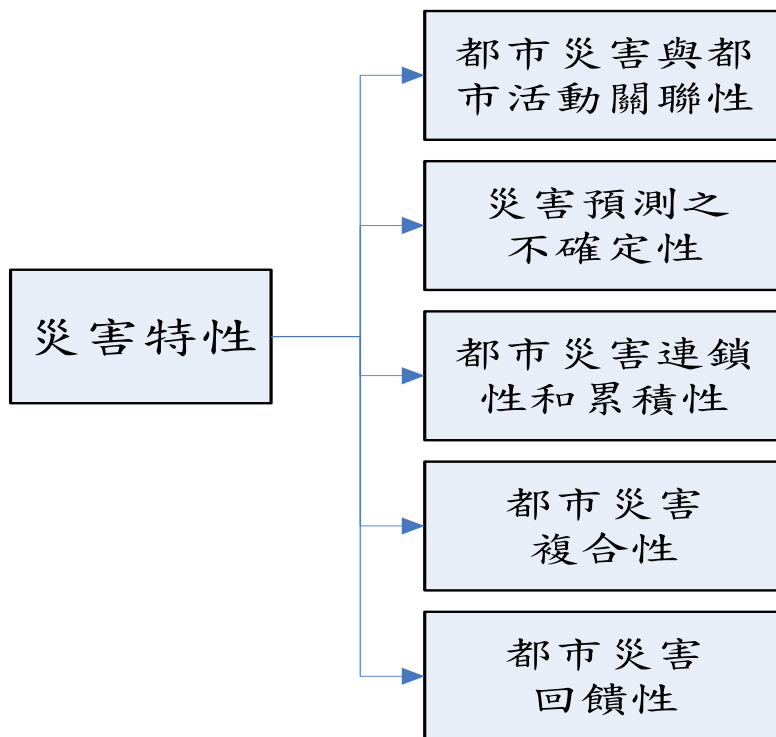 災害特性
都市災害與都
市活動關聯性
災害預測之
不確定性
都市災害連鎖
性和累積性
都市災害
複合性
都市災害
回饋性